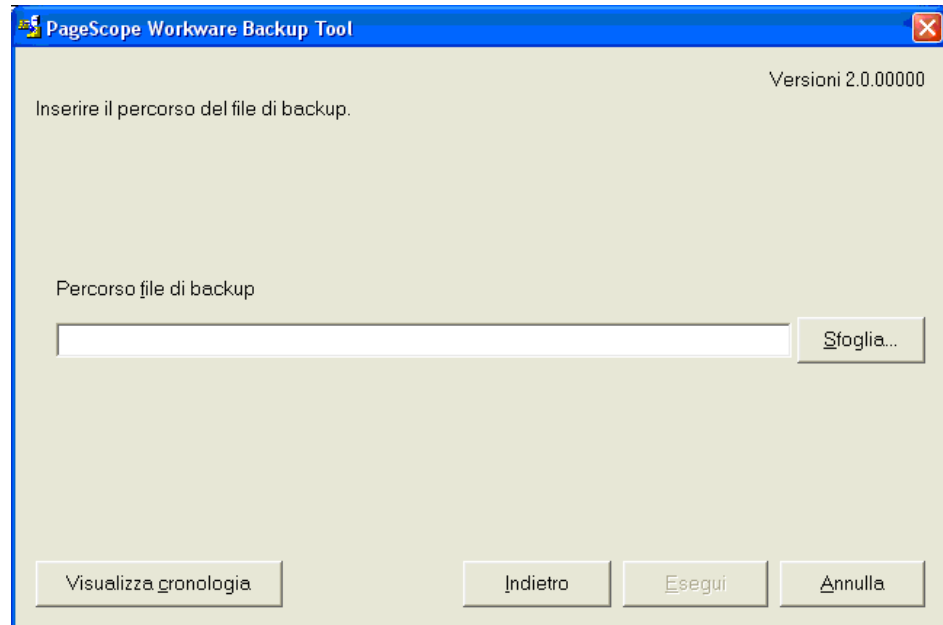 PageScope Workware Backup Tool
Versioni 2.0.00000
Inserire il percorso del file di backup.
Percorso file di backup
Sfoglia...
Visualizza cronologia
Indietro
Esegui
Annulla